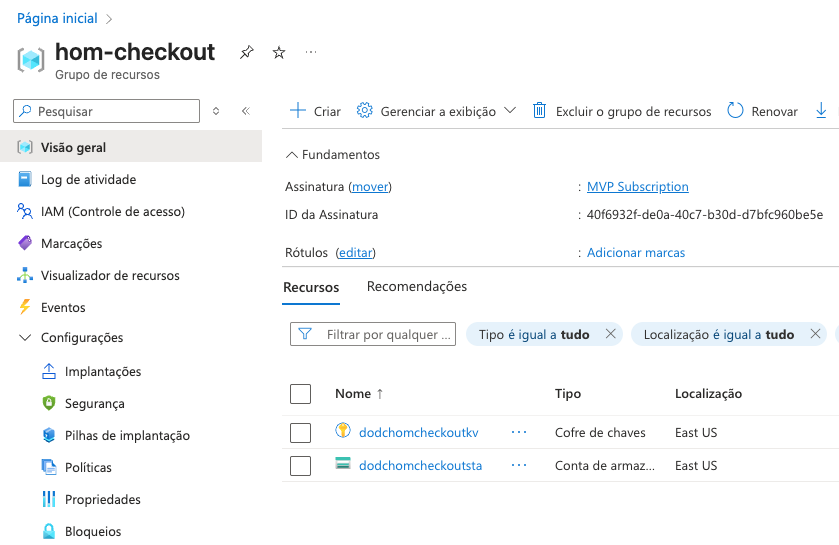 Página inicial
hom-checkout
Grupo de recursos
Pesquisar
Criar
Gerenciar a exibição
Excluir o grupo de recursos
Renovar
Visão geral
Log de atividade
IAM (Controle de acesso)
Marcações
Visualizador de recursos
Eventos
Configurações
Implantações
Segurança
Pilhas de implantação
Políticas
Propriedades
Bloqueios
Fundamentos
Assinatura (mover) : MVP Subscription
ID da Assinatura : 40f6932f-de0a-40c7-b30d-d7bfc960be5e
Rótulos (editar) : Adicionar marcas
Recursos Recomendações
Filtrar por qualquer ... Tipo é igual a tudo Localização é igual a tudo
Nome ↑ Tipo Localização
dodchomcheckoutkv ... Cofre de chaves East US
dodchomcheckoutsta ... Conta de armaz... East US